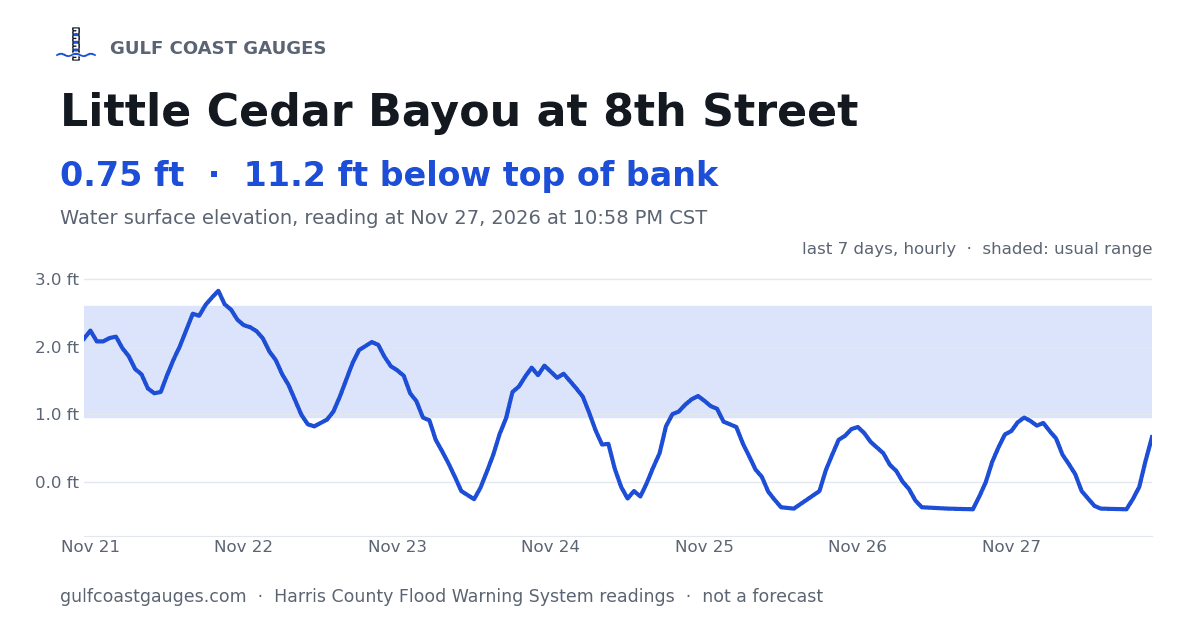 GULF COAST GAUGES
Little Cedar Bayou at 8th Street
0.75 ft · 11.2 ft below top of bank
Water surface elevation, reading at Nov 27, 2026 at 10:58 PM CST
last 7 days, hourly · shaded: usual range
3.0 ft
2.0 ft
1.0 ft
0.0 ft
Nov 21 Nov 22 Nov 23 Nov 24 Nov 25 Nov 26 Nov 27
gulfcoastgauges.com · Harris County Flood Warning System readings · not a forecast